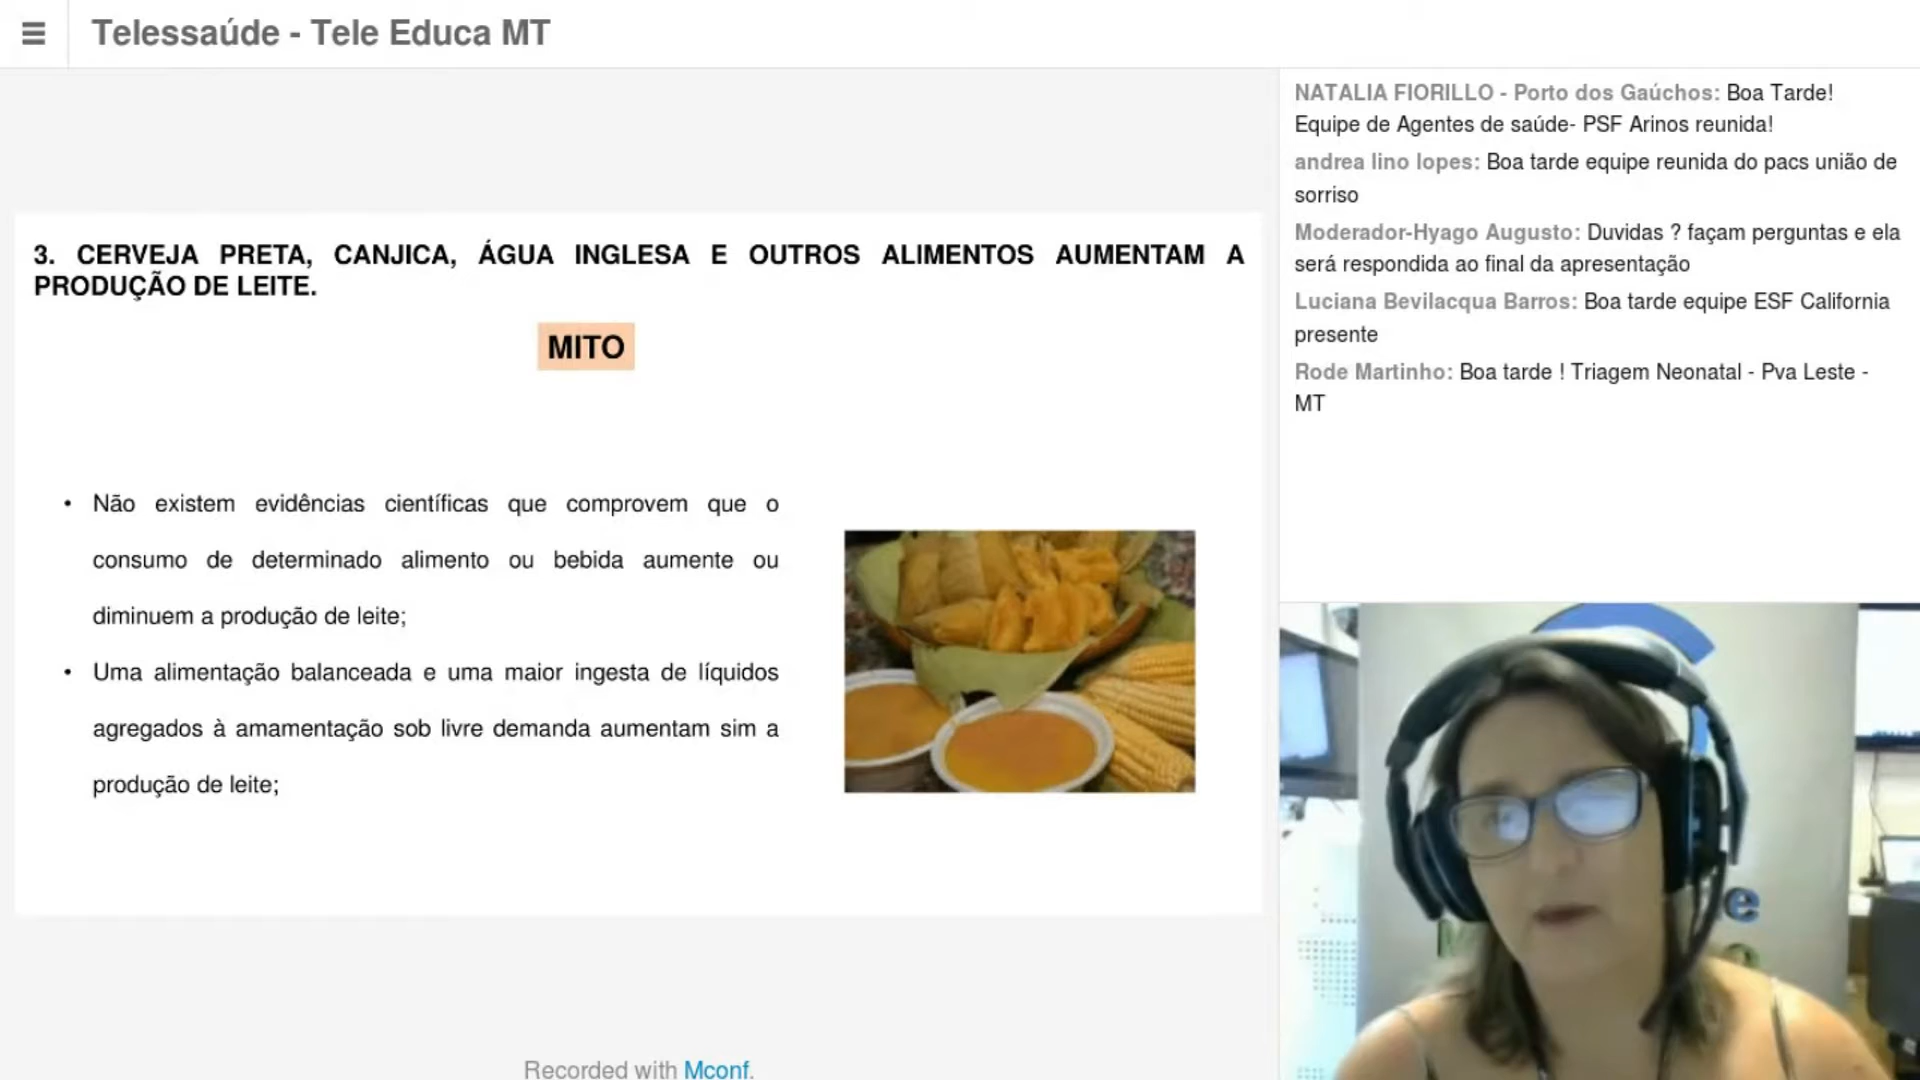 Telessaúde - Tele Educa MT
3. CERVEJA PRETA, CANJICA, ÁGUA INGLESA E OUTROS ALIMENTOS AUMENTAM A
PRODUÇÃO DE LEITE.
MITO
• Não existem evidências científicas que comprovem que o
consumo de determinado alimento ou bebida aumente ou
diminuem a produção de leite;
• Uma alimentação balanceada e uma maior ingesta de líquidos
agregados à amamentação sob livre demanda aumentam sim a
produção de leite;
Recorded with Mconf.
NATALIA FIORILLO - Porto dos Gaúchos: Boa Tarde!
Equipe de Agentes de saúde- PSF Arinos reunida!
andrea lino lopes: Boa tarde equipe reunida do pacs união de
sorriso
Moderador-Hyago Augusto: Duvidas ? façam perguntas e ela
será respondida ao final da apresentação
Luciana Bevilacqua Barros: Boa tarde equipe ESF California
presente
Rode Martinho: Boa tarde ! Triagem Neonatal - Pva Leste -
MT